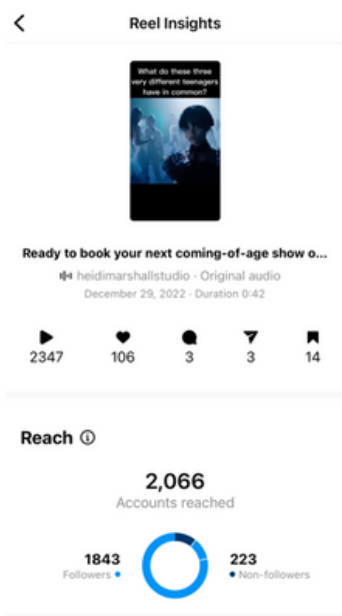 Reel Insights
What do these three
very different teenagers
have in common?
Ready to book your next coming-of-age show o...
heidimarshallstudio · Original audio
December 29, 2022 · Duration 0:42
2347 106 3 3 14
Reach
2,066
Accounts reached
1843 223
Followers Non-followers